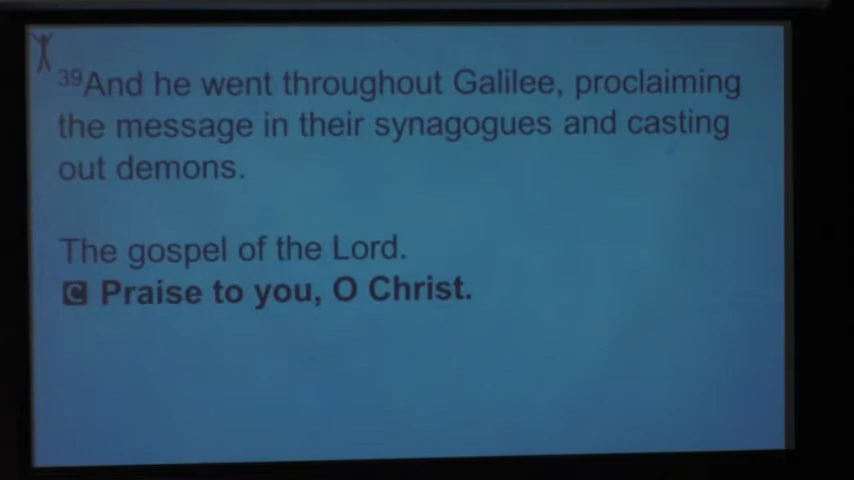 39And he went throughout Galilee, proclaiming
the message in their synagogues and casting
out demons.
The gospel of the Lord.
C Praise to you, O Christ.